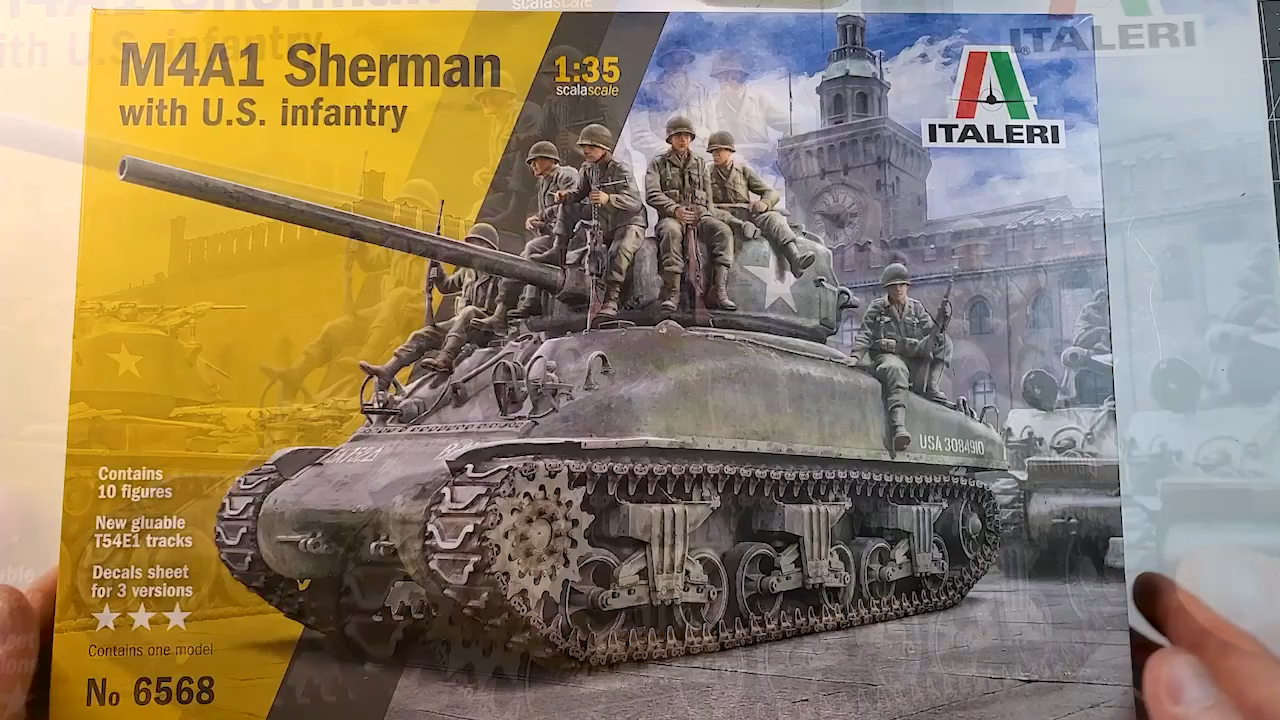 M4A1 Sherman
with U.S. infantry
1:35
scalascale
ITALERI
USA 3084910
Contains
10 figures
New gluable
T54E1 tracks
Decals sheet
for 3 versions
Contains one model
No 6568
scalascale
ITALERI